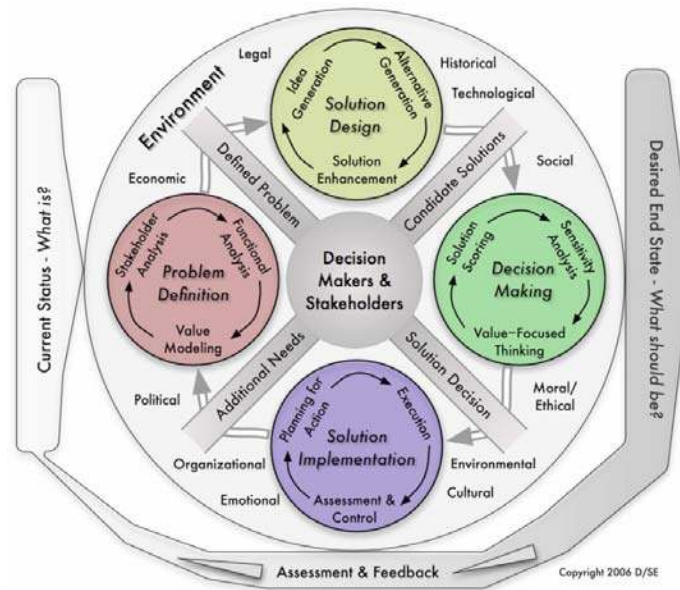 Legal
Historical
Technological
Environment
Idea
Generation
Alternative
Generation
Solution
Design
Solution
Enhancement
Defined Problem
Candidate Solutions
Economic
Social
Current Status - What is?
Desired End State - What should be?
Stakeholder
Analysis
Functional
Analysis
Problem
Definition
Value
Modeling
Decision
Makers &
Stakeholders
Solution
Scoring
Sensitivity
Analysis
Decision
Making
Value-Focused
Thinking
Additional Needs
Solution Decision
Political
Moral/
Ethical
Planning for
Action
Execution
Solution
Implementation
Assessment &
Control
Organizational
Environmental
Emotional
Cultural
Assessment & Feedback
Copyright 2006 D/SE